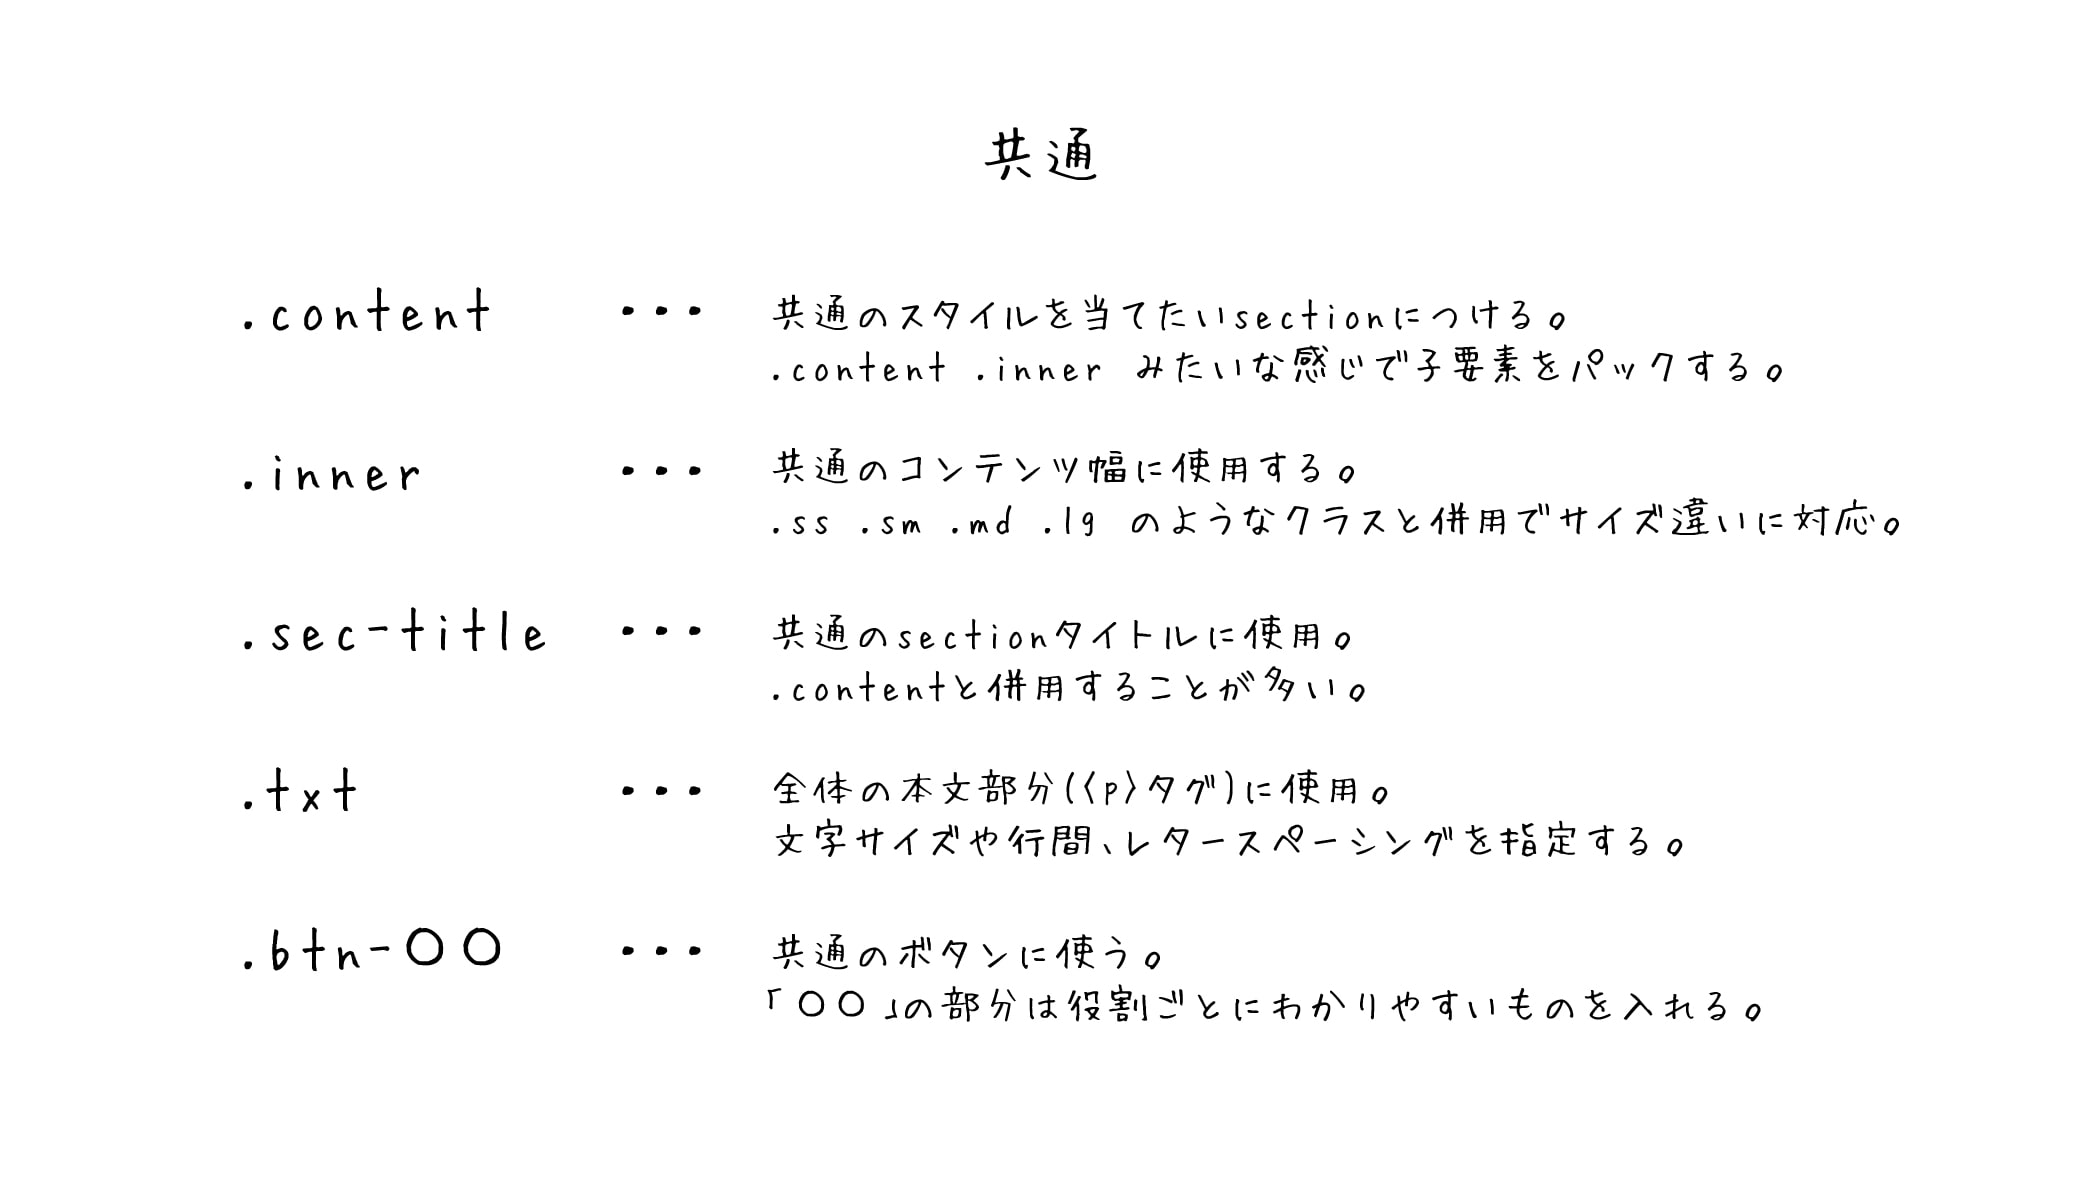 共通
.content ・・・ 共通のスタイルを当てたいsectionにつける。
.content .inner みたいな感じで子要素をパックする。
.inner ・・・ 共通のコンテンツ幅に使用する。
.ss .sm .md .lg のようなクラスと併用でサイズ違いに対応。
.sec-title ・・・ 共通のsectionタイトルに使用。
.contentと併用することが多い。
.txt ・・・ 全体の本文部分(〈p〉タグ)に使用。
文字サイズや行間、レタースペーシングを指定する。
.btn-〇〇 ・・・ 共通のボタンに使う。
「〇〇」の部分は役割ごとにわかりやすいものを入れる。